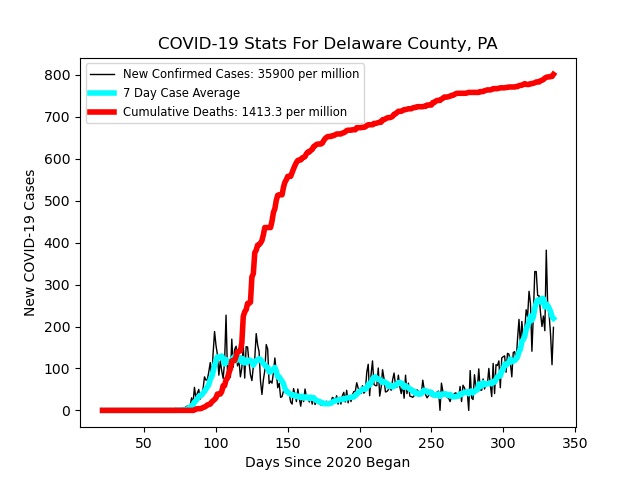 COVID-19 Stats For Delaware County, PA
New Confirmed Cases: 35900 per million
7 Day Case Average
Cumulative Deaths: 1413.3 per million
New COVID-19 Cases
800
700
600
500
400
300
200
100
0
50 100 150 200 250 300 350
Days Since 2020 Began